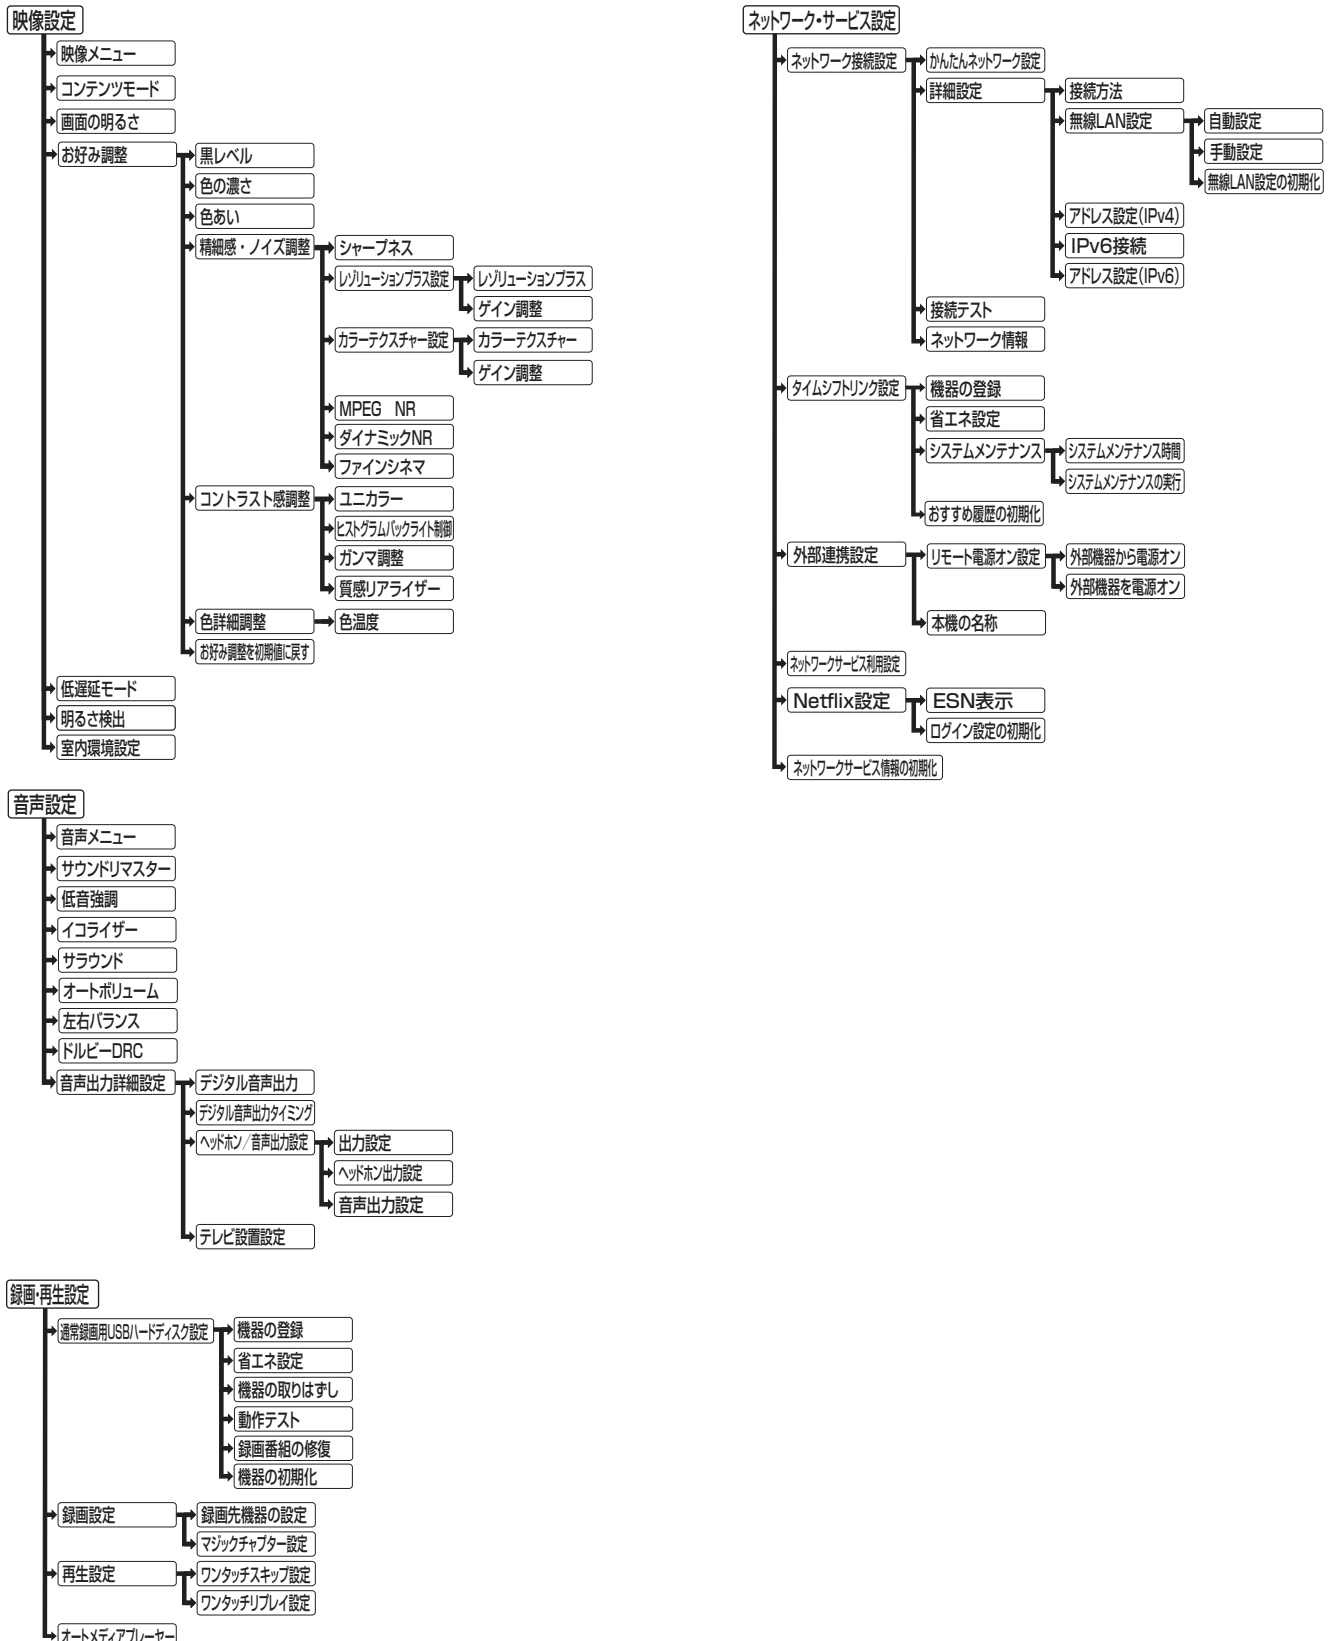 映像設定
映像メニュー
コンテンツモード
画面の明るさ
お好み調整
黒レベル
色の濃さ
色あい
精細感・ノイズ調整
シャープネス
レゾリューションプラス設定
レゾリューションプラス
ゲイン調整
カラーテクスチャー設定
カラーテクスチャー
ゲイン調整
MPEG NR
ダイナミックNR
ファインシネマ
コントラスト感調整
ユニカラー
ヒストグラムバックライト制御
ガンマ調整
質感リアライザー
色詳細調整
色温度
お好み調整を初期値に戻す
低遅延モード
明るさ検出
室内環境設定
音声設定
音声メニュー
サウンドリマスター
低音強調
イコライザー
サラウンド
オートボリューム
左右バランス
ドルビーDRC
音声出力詳細設定
デジタル音声出力
デジタル音声出力タイミング
ヘッドホン/音声出力設定
出力設定
ヘッドホン出力設定
音声出力設定
テレビ設置設定
録画・再生設定
通常録画用USBハードディスク設定
機器の登録
省エネ設定
機器の取りはずし
動作テスト
録画番組の修復
機器の初期化
録画設定
録画先機器の設定
マジックチャプター設定
再生設定
ワンタッチスキップ設定
ワンタッチリプレイ設定
オートメディアプレーヤー
ネットワーク・サービス設定
ネットワーク接続設定
かんたんネットワーク設定
詳細設定
接続方法
無線LAN設定
自動設定
手動設定
無線LAN設定の初期化
アドレス設定(IPv4)
IPv6接続
アドレス設定(IPv6)
接続テスト
ネットワーク情報
タイムシフトリンク設定
機器の登録
省エネ設定
システムメンテナンス
システムメンテナンス時間
システムメンテナンスの実行
おすすめ履歴の初期化
外部連携設定
リモート電源オン設定
外部機器から電源オン
外部機器を電源オン
本機の名称
ネットワークサービス利用設定
Netflix設定
ESN表示
ログイン設定の初期化
ネットワークサービス情報の初期化